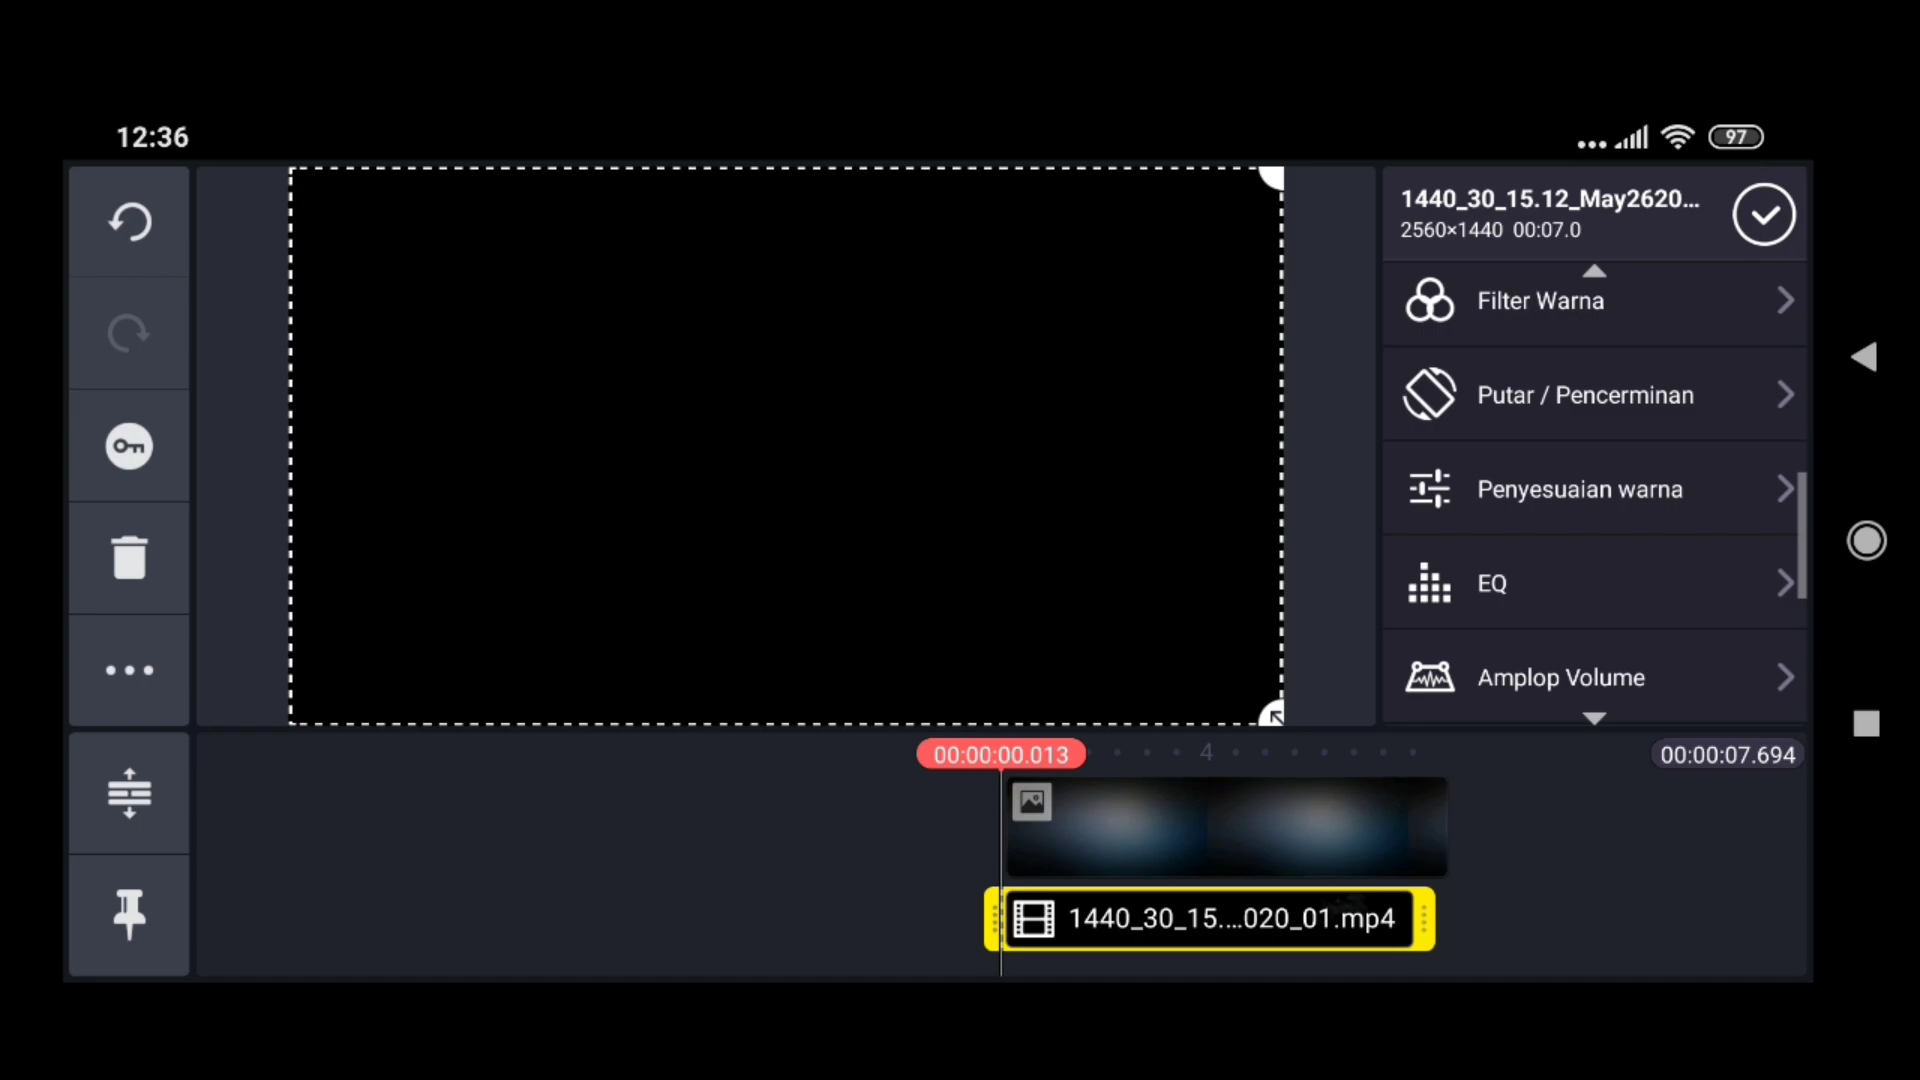 12:36
97
1440_30_15.12_May2620...
2560×1440 00:07.0
Filter Warna
Putar / Pencerminan
Penyesuaian warna
EQ
Amplop Volume
00:00:00.013
4
00:00:07.694
1440_30_15....020_01.mp4